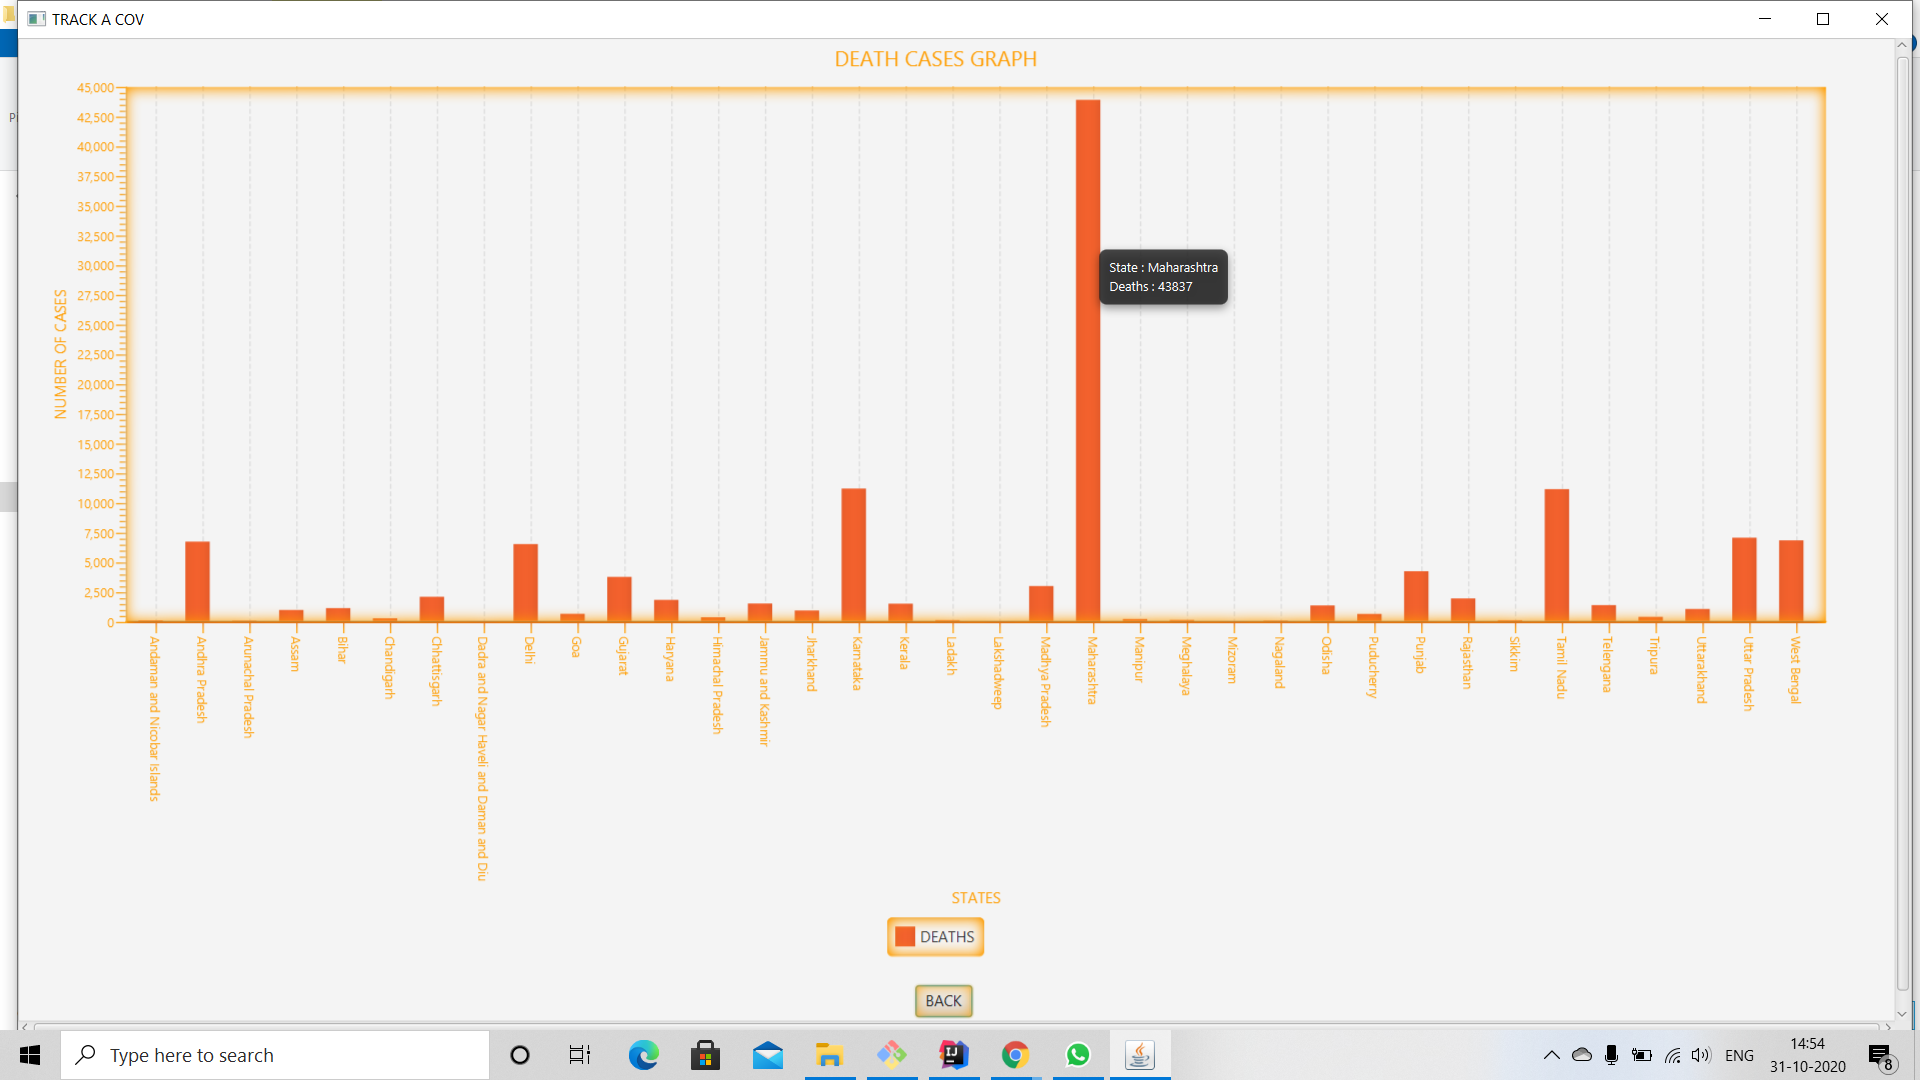 TRACK A COV
DEATH CASES GRAPH
45,000
42,500
40,000
37,500
35,000
32,500
30,000
27,500
25,000
22,500
20,000
17,500
15,000
12,500
10,000
7,500
5,000
2,500
0
NUMBER OF CASES
State : Maharashtra
Deaths : 43837
Andaman and Nicobar Islands
Andhra Pradesh
Arunachal Pradesh
Assam
Bihar
Chandigarh
Chhattisgarh
Dadra and Nagar Haveli and Daman and Diu
Delhi
Goa
Gujarat
Haryana
Himachal Pradesh
Jammu and Kashmir
Jharkhand
Karnataka
Kerala
Ladakh
Lakshadweep
Madhya Pradesh
Maharashtra
Manipur
Meghalaya
Mizoram
Nagaland
Odisha
Puducherry
Punjab
Rajasthan
Sikkim
Tamil Nadu
Telengana
Tripura
Uttarakhand
Uttar Pradesh
West Bengal
STATES
DEATHS
BACK
Type here to search
ENG
14:54
31-10-2020
8